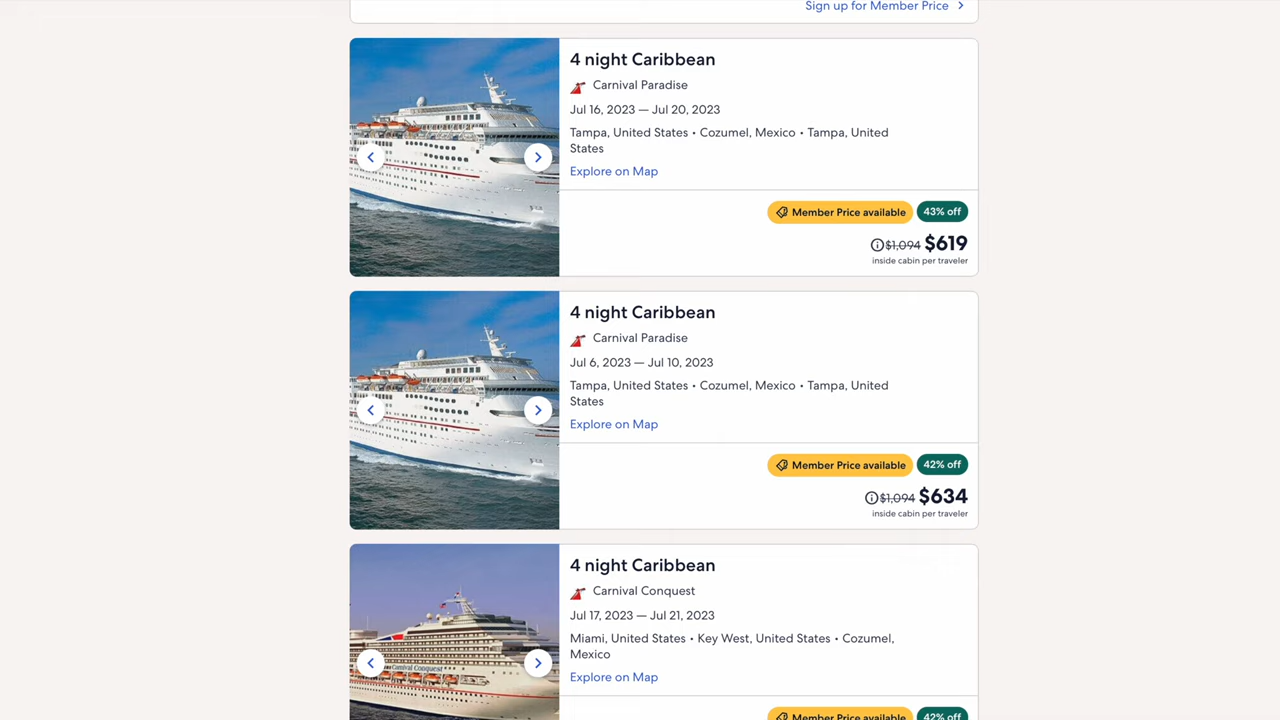 Sign up for Member Price
4 night Caribbean
Carnival Paradise
Jul 16, 2023 — Jul 20, 2023
Tampa, United States • Cozumel, Mexico • Tampa, United
States
Explore on Map
Member Price available
43% off
$1,094 $619
inside cabin per traveler
4 night Caribbean
Carnival Paradise
Jul 6, 2023 — Jul 10, 2023
Tampa, United States • Cozumel, Mexico • Tampa, United
States
Explore on Map
Member Price available
42% off
$1,094 $634
inside cabin per traveler
4 night Caribbean
Carnival Conquest
Jul 17, 2023 — Jul 21, 2023
Miami, United States • Key West, United States • Cozumel,
Mexico
Carnival Conquest
Explore on Map
Member Price available
42% off